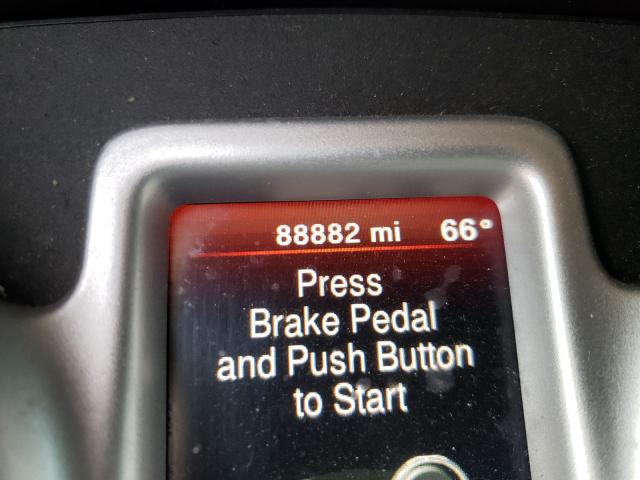 88882 mi 66°
Press
Brake Pedal
and Push Button
to Start